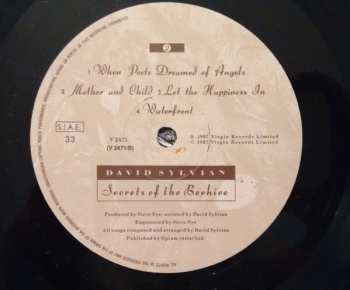 2
1 When Poets Dreamed of Angels
2 Mother and Child 3 Let the Happiness In
4 Waterfront
S.I.A.E.
33
V 2471
(V 2471-B)
℗ 1987 Virgin Records Limited
© 1987 Virgin Records Limited
DAVID SYLVIAN
Secrets of the Beehive
Produced by Steve Nye, assisted by David Sylvian
Engineered by Steve Nye
All songs composed and arranged by David Sylvian
Published by Opium (Arts) Ltd.